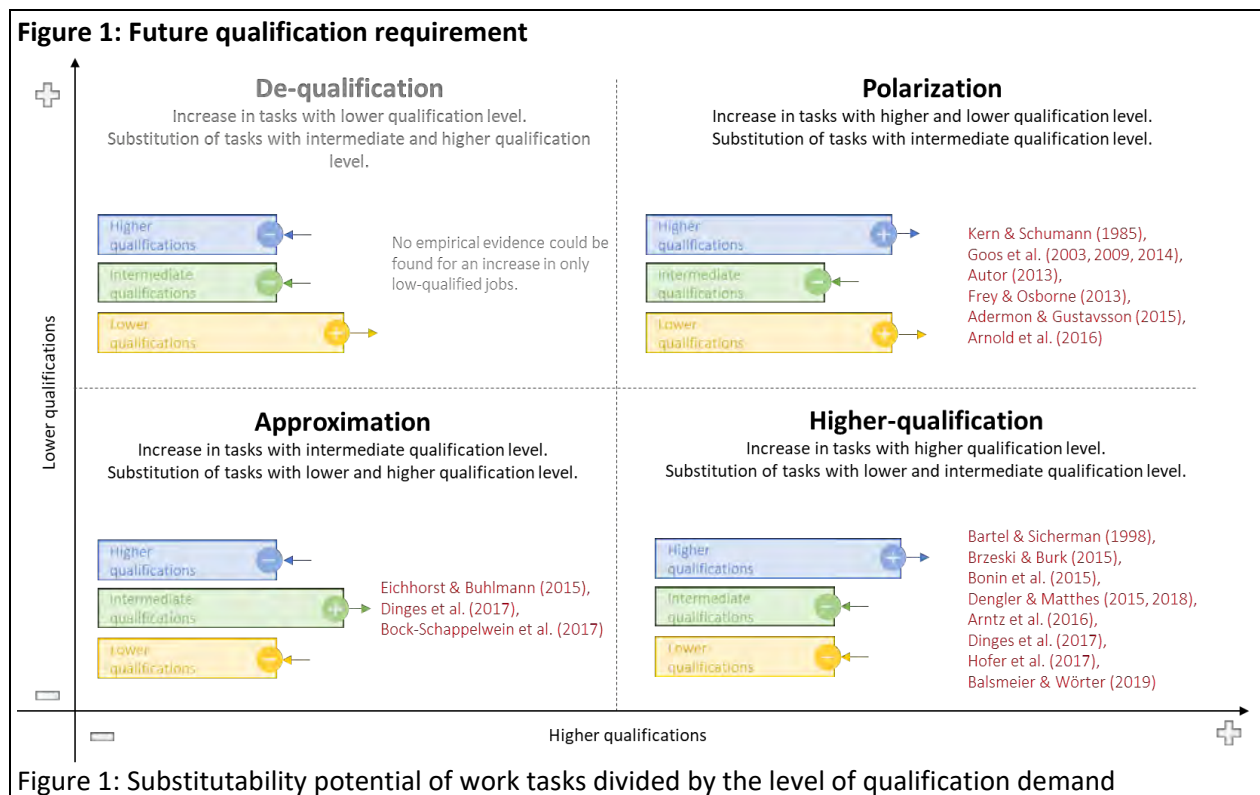 Figure 1: Future qualification requirement
De-qualification
Increase in tasks with lower qualification level.
Substitution of tasks with intermediate and higher qualification
level.
Higher
qualifications
Intermediate
qualifications
Lower
qualifications
No empirical evidence could be
found for an increase in only
low-qualified jobs.
Polarization
Increase in tasks with higher and lower qualification level.
Substitution of tasks with intermediate qualification level.
Higher
qualifications
Intermediate
qualifications
Lower
qualifications
Kern & Schumann (1985),
Goos et al. (2003, 2009, 2014),
Autor (2013),
Frey & Osborne (2013),
Adermon & Gustavsson (2015),
Arnold et al. (2016)
Lower qualifications
Approximation
Increase in tasks with intermediate qualification level.
Substitution of tasks with lower and higher qualification level.
Higher
qualifications
Intermediate
qualifications
Lower
qualifications
Eichhorst & Buhlmann (2015),
Dinges et al. (2017),
Bock-Schappelwein et al. (2017)
Higher-qualification
Increase in tasks with higher qualification level.
Substitution of tasks with lower and intermediate qualification level.
Higher
qualifications
Intermediate
qualifications
Lower
qualifications
Bartel & Sicherman (1998),
Brzeski & Burk (2015),
Bonin et al. (2015),
Dengler & Matthes (2015, 2018),
Arntz et al. (2016),
Dinges et al. (2017),
Hofer et al. (2017),
Balsmeier & Wörter (2019)
Higher qualifications
Figure 1: Substitutability potential of work tasks divided by the level of qualification demand